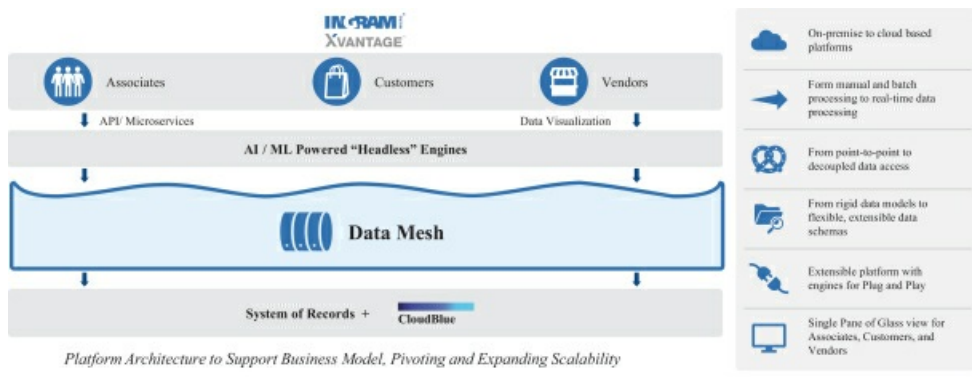 INGRAM
XVANTAGE
Associates
Customers
Vendors
API/ Microservices
Data Visualization
AI / ML Powered “Headless” Engines
Data Mesh
System of Records +
CloudBlue
Platform Architecture to Support Business Model, Pivoting and Expanding Scalability
On-premise to cloud based
platforms
Form manual and batch
processing to real-time data
processing
From point-to-point to
decoupled data access
From rigid data models to
flexible, extensible data
schemas
Extensible platform with
engines for Plug and Play
Single Pane of Glass view for
Associates, Customers, and
Vendors